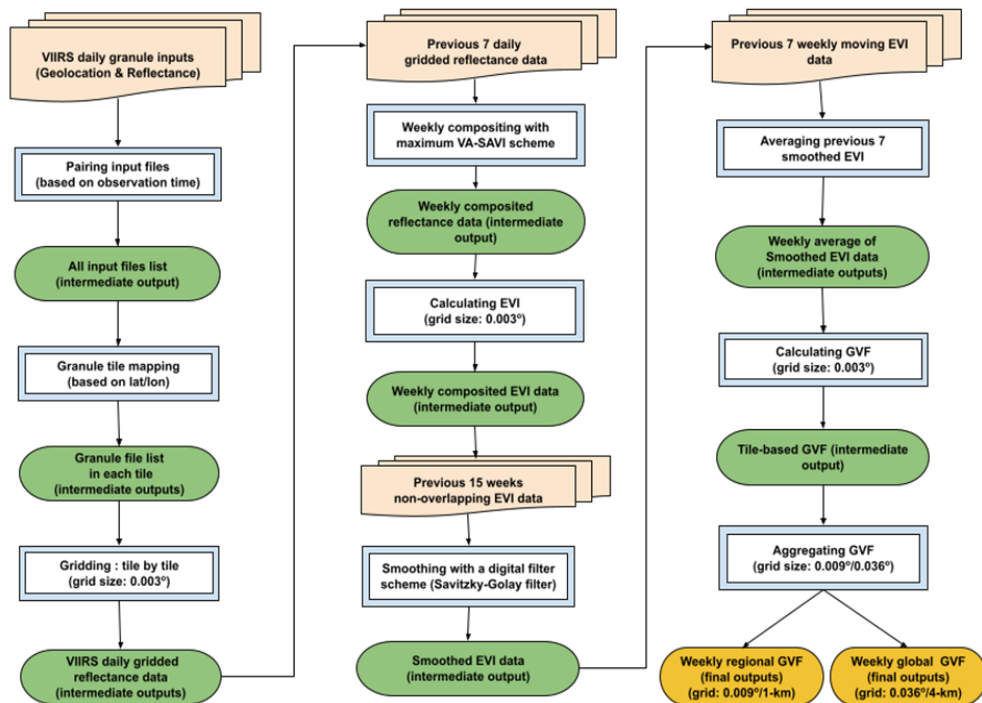 VIIRS daily granule inputs
(Geolocation & Reflectance)
Pairing input files
(based on observation time)
All input files list
(intermediate output)
Granule tile mapping
(based on lat/lon)
Granule file list
in each tile
(intermediate outputs)
Gridding : tile by tile
(grid size: 0.003º)
VIIRS daily gridded
reflectance data
(intermediate outputs)
Previous 7 daily
gridded reflectance data
Weekly compositing with
maximum VA-SAVI scheme
Weekly composited
reflectance data (intermediate
output)
Calculating EVI
(grid size: 0.003º)
Weekly composited EVI data
(intermediate output)
Previous 15 weeks
non-overlapping EVI data
Smoothing with a digital filter
scheme (Savitzky-Golay filter)
Smoothed EVI data
(intermediate output)
Previous 7 weekly moving EVI
data
Averaging previous 7
smoothed EVI
Weekly average of
Smoothed EVI data
(intermediate outputs)
Calculating GVF
(grid size: 0.003º)
Tile-based GVF (intermediate
output)
Aggregating GVF
(grid size: 0.009º/0.036º)
Weekly regional GVF
(final outputs)
(grid: 0.009º/1-km)
Weekly global GVF
(final outputs)
(grid: 0.036º/4-km)